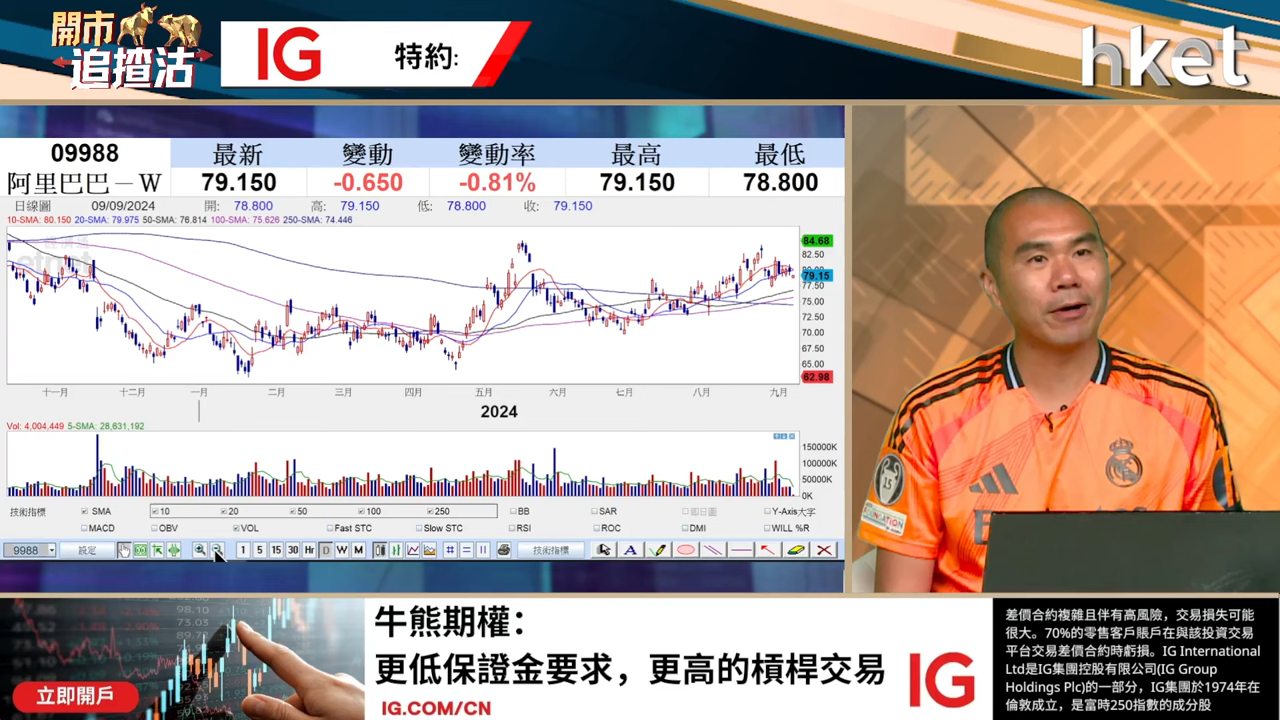 開市
追揸沽
IG
特約:
hket
09988
最新
變動
變動率
最高
最低
阿里巴巴－W
79.150
-0.650
-0.81%
79.150
78.800
日線圖
09/09/2024
開: 78.800
高: 79.150
低: 78.800
收: 79.150
10-SMA: 80.150 20-SMA: 79.975 50-SMA: 76.814 100-SMA: 75.626 250-SMA: 74.446
84.68
82.50
79.15
77.50
75.00
72.50
70.00
67.50
65.00
62.98
十一月 十二月 一月 二月 三月 四月 五月 六月 七月 八月 九月
2024
Vol: 4,004,449 5-SMA: 28,631,192
150000K
100000K
50000K
0K
技術指標 SMA 10 20 50 100 250 BB SAR 即日圖 Y-Axis大字
MACD OBV VOL Fast STC Slow STC RSI ROC DMI WILL %R
9988 設定 1 5 15 30 Hr D W M 技術指標 A
15
FOUNDATION
立即開戶
牛熊期權：
更低保證金要求，更高的槓桿交易
IG.COM/CN
IG
差價合約複雜且伴有高風險，交易損失可能
很大。70%的零售客戶賬戶在與該投資交易
平台交易差價合約時虧損。IG International
Ltd是IG集團控股有限公司(IG Group
Holdings Plc)的一部分，IG集團於1974年在
倫敦成立，是富時250指數的成分股